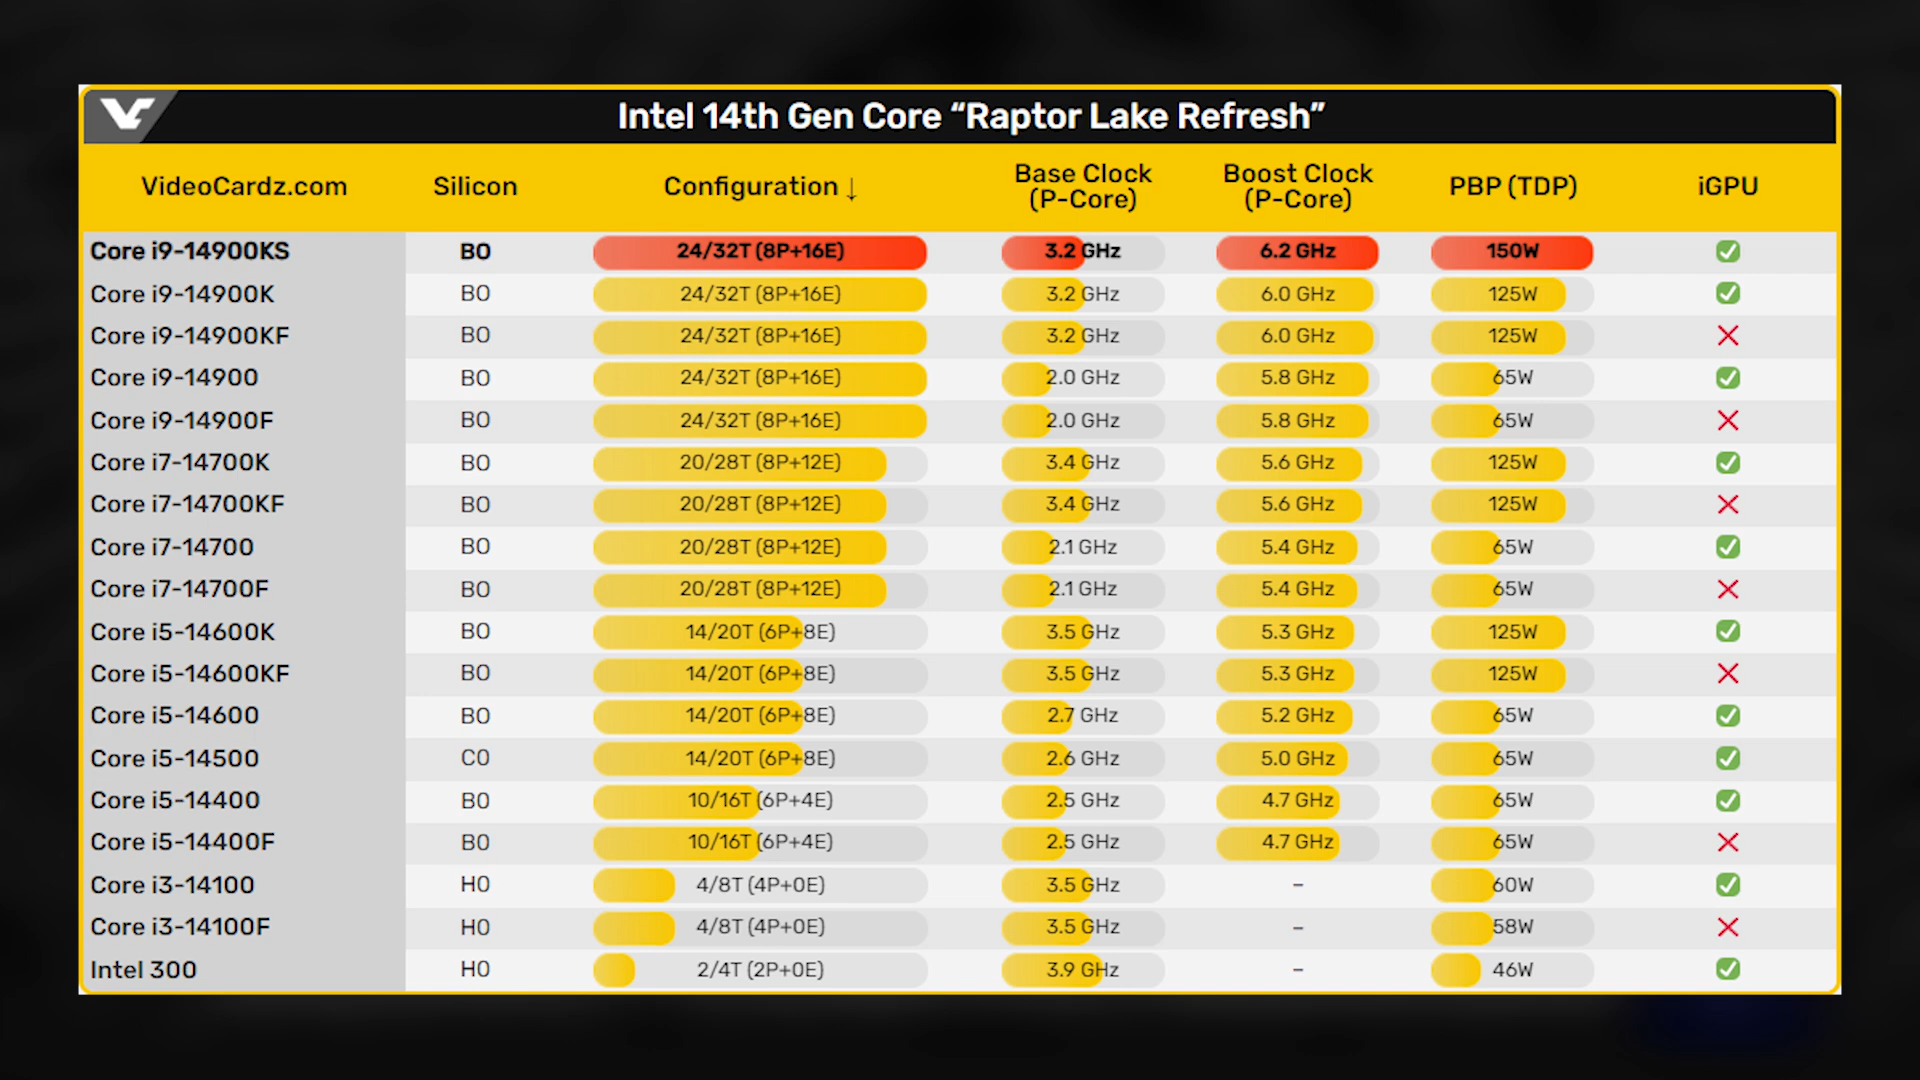 Intel 14th Gen Core “Raptor Lake Refresh”
VideoCardz.com Silicon Configuration ↓ Base Clock (P-Core) Boost Clock (P-Core) PBP (TDP) iGPU
Core i9-14900KS B0 24/32T (8P+16E) 3.2 GHz 6.2 GHz 150W ✅
Core i9-14900K B0 24/32T (8P+16E) 3.2 GHz 6.0 GHz 125W ✅
Core i9-14900KF B0 24/32T (8P+16E) 3.2 GHz 6.0 GHz 125W ❌
Core i9-14900 B0 24/32T (8P+16E) 2.0 GHz 5.8 GHz 65W ✅
Core i9-14900F B0 24/32T (8P+16E) 2.0 GHz 5.8 GHz 65W ❌
Core i7-14700K B0 20/28T (8P+12E) 3.4 GHz 5.6 GHz 125W ✅
Core i7-14700KF B0 20/28T (8P+12E) 3.4 GHz 5.6 GHz 125W ❌
Core i7-14700 B0 20/28T (8P+12E) 2.1 GHz 5.4 GHz 65W ✅
Core i7-14700F B0 20/28T (8P+12E) 2.1 GHz 5.4 GHz 65W ❌
Core i5-14600K B0 14/20T (6P+8E) 3.5 GHz 5.3 GHz 125W ✅
Core i5-14600KF B0 14/20T (6P+8E) 3.5 GHz 5.3 GHz 125W ❌
Core i5-14600 B0 14/20T (6P+8E) 2.7 GHz 5.2 GHz 65W ✅
Core i5-14500 C0 14/20T (6P+8E) 2.6 GHz 5.0 GHz 65W ✅
Core i5-14400 B0 10/16T (6P+4E) 2.5 GHz 4.7 GHz 65W ✅
Core i5-14400F B0 10/16T (6P+4E) 2.5 GHz 4.7 GHz 65W ❌
Core i3-14100 H0 4/8T (4P+0E) 3.5 GHz – 60W ✅
Core i3-14100F H0 4/8T (4P+0E) 3.5 GHz – 58W ❌
Intel 300 H0 2/4T (2P+0E) 3.9 GHz – 46W ✅